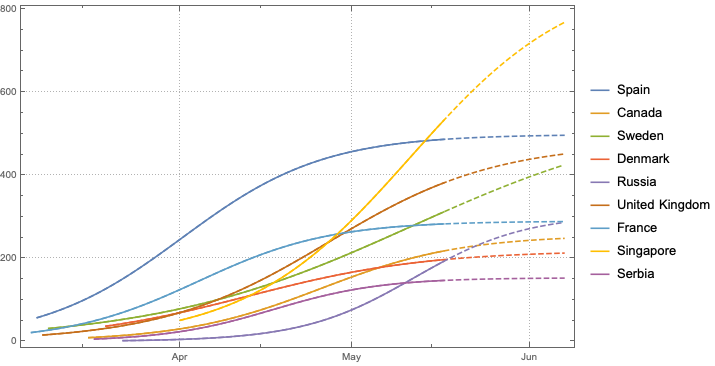 800
600
400
200
0
Apr
May
Jun
Spain
Canada
Sweden
Denmark
Russia
United Kingdom
France
Singapore
Serbia